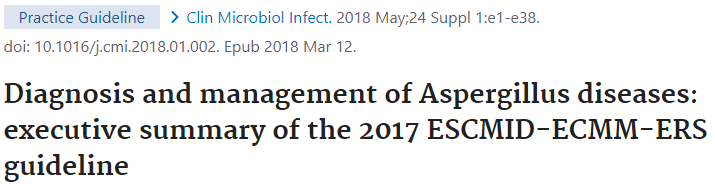 Practice Guideline > Clin Microbiol Infect. 2018 May;24 Suppl 1:e1-e38.
doi: 10.1016/j.cmi.2018.01.002. Epub 2018 Mar 12.
Diagnosis and management of Aspergillus diseases:
executive summary of the 2017 ESCMID-ECMM-ERS
guideline